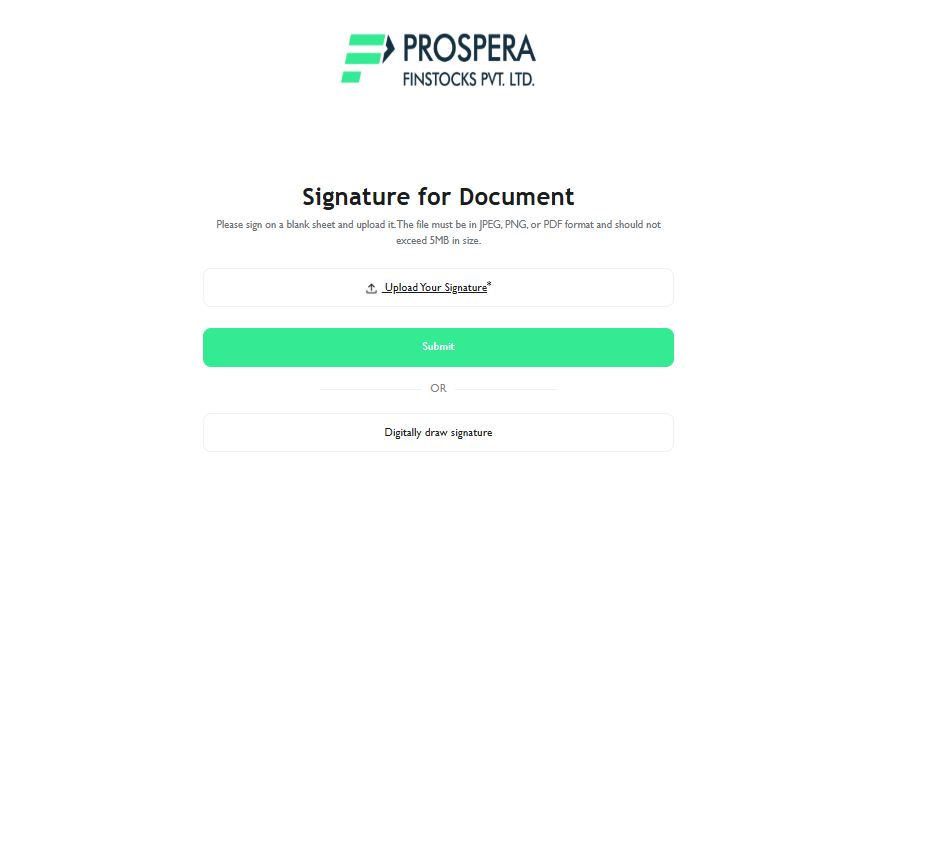 PROSPERA
FINSTOCKS PVT. LTD.
Signature for Document
Please sign on a blank sheet and upload it. The file must be in JPEG, PNG, or PDF format and should not
exceed 5MB in size.
Upload Your Signature*
Submit
OR
Digitally draw signature